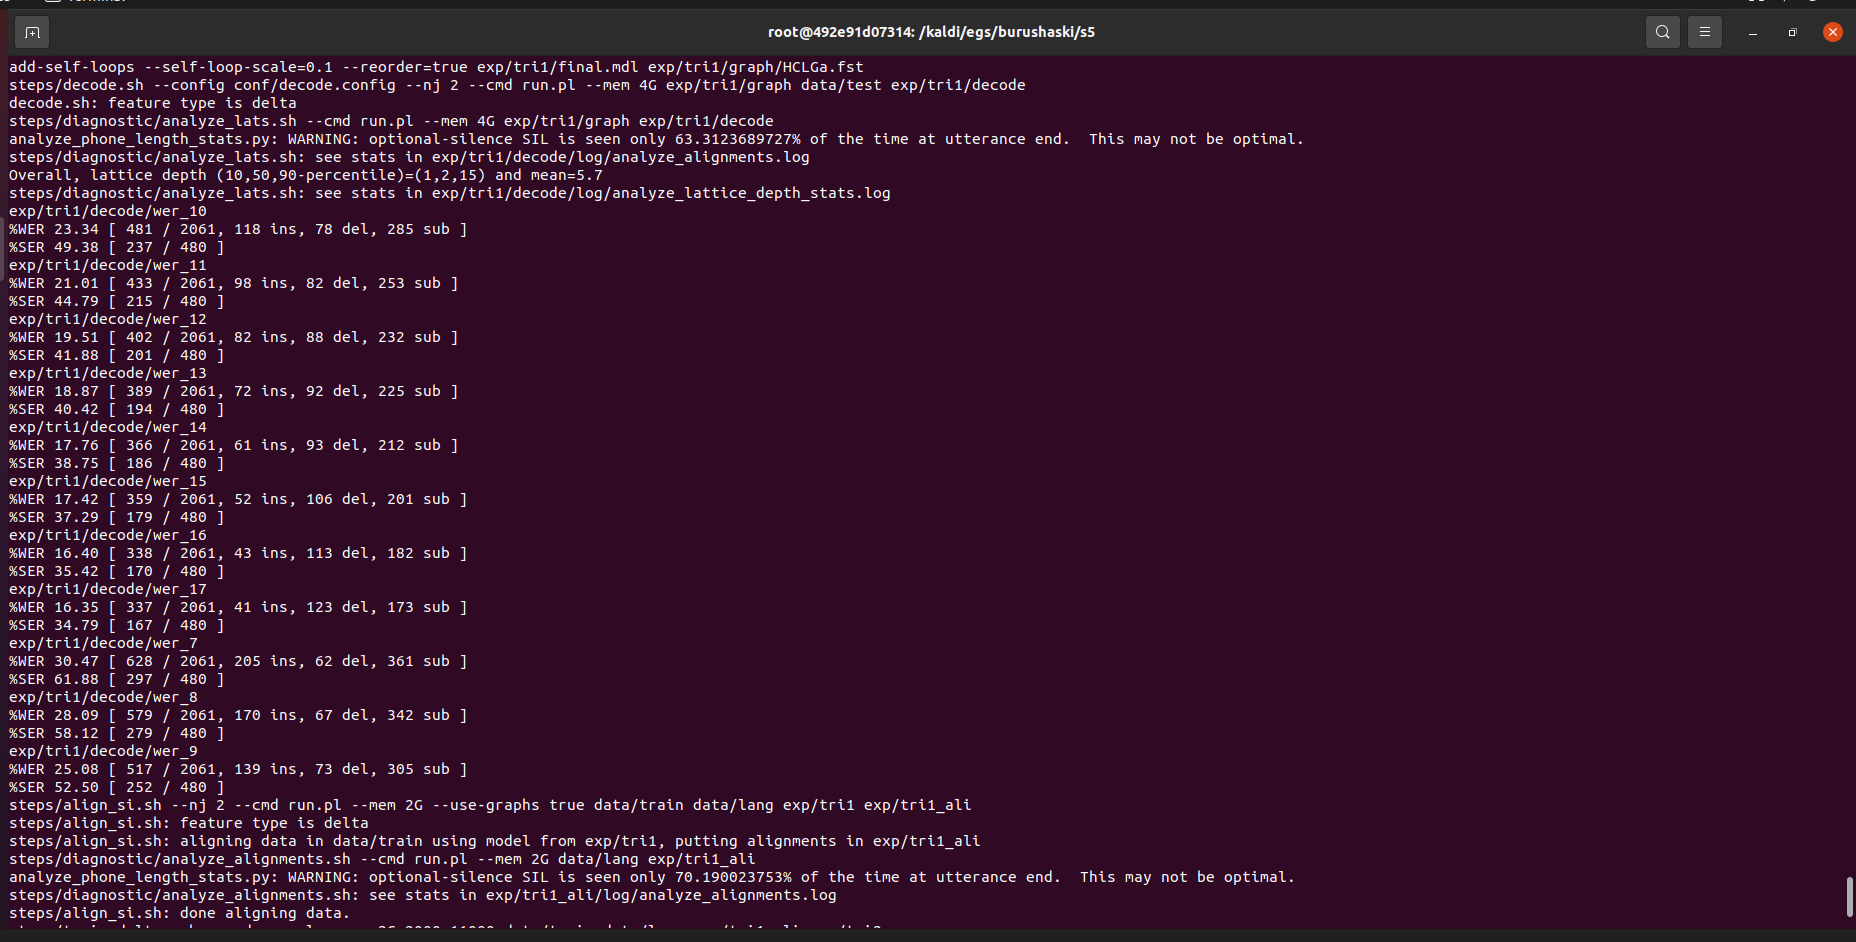 root@492e91d07314: /kaldi/egs/burushaski/s5
add-self-loops --self-loop-scale=0.1 --reorder=true exp/tri1/final.mdl exp/tri1/graph/HCLGa.fst
steps/decode.sh --config conf/decode.config --nj 2 --cmd run.pl --mem 4G exp/tri1/graph data/test exp/tri1/decode
decode.sh: feature type is delta
steps/diagnostic/analyze_lats.sh --cmd run.pl --mem 4G exp/tri1/graph exp/tri1/decode
analyze_phone_length_stats.py: WARNING: optional-silence SIL is seen only 63.3123689727% of the time at utterance end.  This may not be optimal.
steps/diagnostic/analyze_lats.sh: see stats in exp/tri1/decode/log/analyze_alignments.log
Overall, lattice depth (10,50,90-percentile)=(1,2,15) and mean=5.7
steps/diagnostic/analyze_lats.sh: see stats in exp/tri1/decode/log/analyze_lattice_depth_stats.log
exp/tri1/decode/wer_10
%WER 23.34 [ 481 / 2061, 118 ins, 78 del, 285 sub ]
%SER 49.38 [ 237 / 480 ]
exp/tri1/decode/wer_11
%WER 21.01 [ 433 / 2061, 98 ins, 82 del, 253 sub ]
%SER 44.79 [ 215 / 480 ]
exp/tri1/decode/wer_12
%WER 19.51 [ 402 / 2061, 82 ins, 88 del, 232 sub ]
%SER 41.88 [ 201 / 480 ]
exp/tri1/decode/wer_13
%WER 18.87 [ 389 / 2061, 72 ins, 92 del, 225 sub ]
%SER 40.42 [ 194 / 480 ]
exp/tri1/decode/wer_14
%WER 17.76 [ 366 / 2061, 61 ins, 93 del, 212 sub ]
%SER 38.75 [ 186 / 480 ]
exp/tri1/decode/wer_15
%WER 17.42 [ 359 / 2061, 52 ins, 106 del, 201 sub ]
%SER 37.29 [ 179 / 480 ]
exp/tri1/decode/wer_16
%WER 16.40 [ 338 / 2061, 43 ins, 113 del, 182 sub ]
%SER 35.42 [ 170 / 480 ]
exp/tri1/decode/wer_17
%WER 16.35 [ 337 / 2061, 41 ins, 123 del, 173 sub ]
%SER 34.79 [ 167 / 480 ]
exp/tri1/decode/wer_7
%WER 30.47 [ 628 / 2061, 205 ins, 62 del, 361 sub ]
%SER 61.88 [ 297 / 480 ]
exp/tri1/decode/wer_8
%WER 28.09 [ 579 / 2061, 170 ins, 67 del, 342 sub ]
%SER 58.12 [ 279 / 480 ]
exp/tri1/decode/wer_9
%WER 25.08 [ 517 / 2061, 139 ins, 73 del, 305 sub ]
%SER 52.50 [ 252 / 480 ]
steps/align_si.sh --nj 2 --cmd run.pl --mem 2G --use-graphs true data/train data/lang exp/tri1 exp/tri1_ali
steps/align_si.sh: feature type is delta
steps/align_si.sh: aligning data in data/train using model from exp/tri1, putting alignments in exp/tri1_ali
steps/diagnostic/analyze_alignments.sh --cmd run.pl --mem 2G data/lang exp/tri1_ali
analyze_phone_length_stats.py: WARNING: optional-silence SIL is seen only 70.190023753% of the time at utterance end.  This may not be optimal.
steps/diagnostic/analyze_alignments.sh: see stats in exp/tri1_ali/log/analyze_alignments.log
steps/align_si.sh: done aligning data.